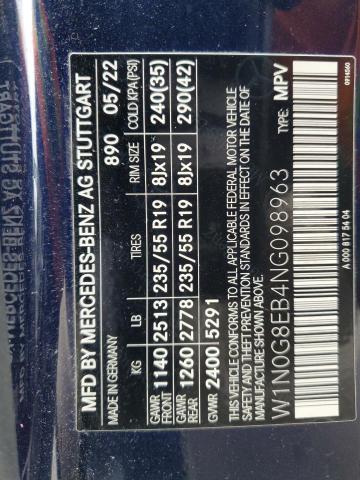 MFD BY MERCEDES-BENZ AG STUTTGART
MADE IN GERMANY 890 05/22
KG LB RIM SIZE COLD KPA(PSI)
GAWR FRONT 1140 2513 235/55 R19 8Jx19 240(35)
GAWR REAR 1260 2778 235/55 R19 8Jx19 290(42)
GVWR 2400 5291
THIS VEHICLE CONFORMS TO ALL APPLICABLE FEDERAL MOTOR VEHICLE
SAFETY, BUMPER AND THEFT PREVENTION STANDARDS IN EFFECT ON THE DATE
OF MANUFACTURE SHOWN ABOVE.
W1N0G8EB4NG098963 TYPE: MPV
A 000 817 54 04 0914560